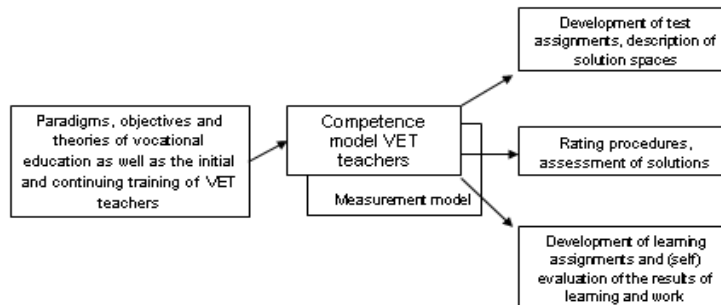 Development of test
assignments, description of
solution spaces
Paradigms, objectives and
theories of vocational
education as well as the initial
and continuing training of VET
teachers
Competence
model VET
teachers
Measurement model
Rating procedures,
assessment of solutions
Development of learning
assignments and (self)
evaluation of the results of
learning and work